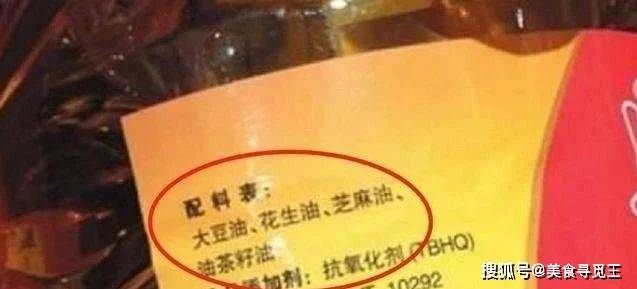 配料表：
大豆油、花生油、芝麻油、
油茶籽油
添加剂：抗氧化剂（TBHQ）
10292
搜狐号@美食寻觅王